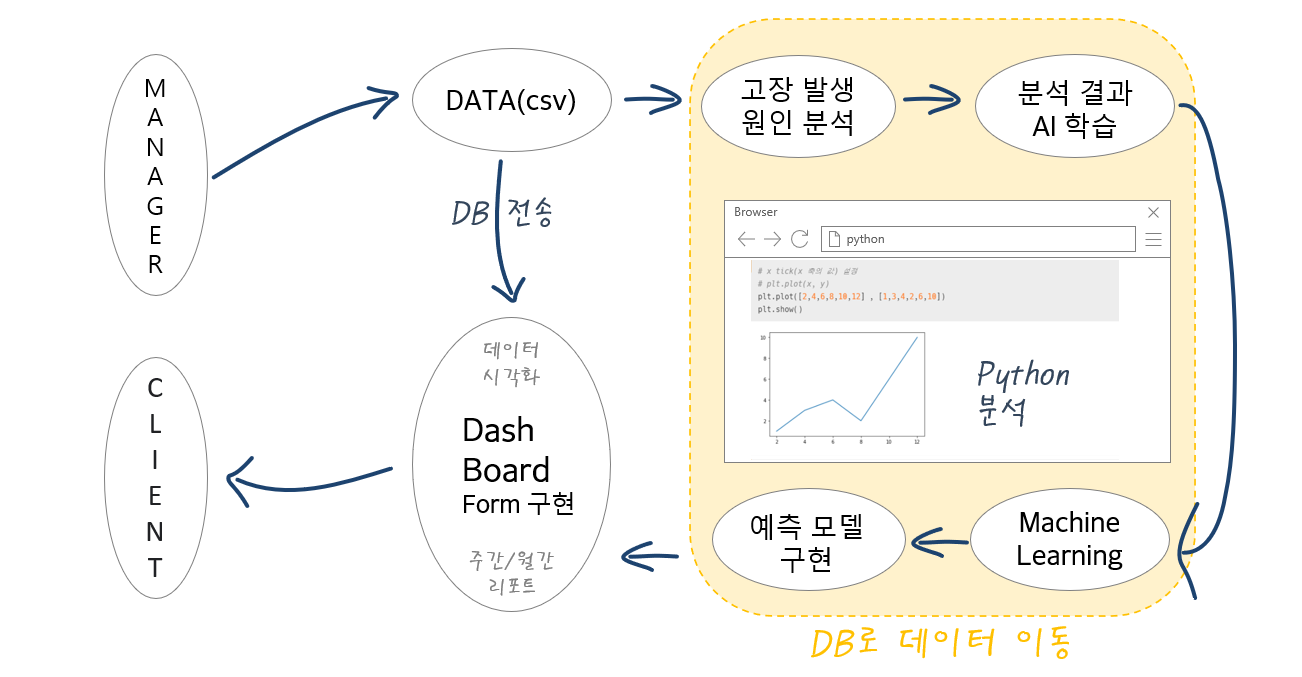 MANAGER
DATA(csv)
고장 발생
원인 분석
분석 결과
AI 학습
DB 전송
Browser
python
# x tick(x 축의 값) 설정
# plt.plot(x, y)
plt.plot([2,4,6,8,10,12] , [1,3,4,2,6,10])
plt.show()
10
8
6
4
2
2 4 6 8 10 12
Python
분석
데이터
시각화
Dash
Board
Form 구현
주간/월간
리포트
CLIENT
예측 모델
구현
Machine
Learning
DB로 데이터 이동